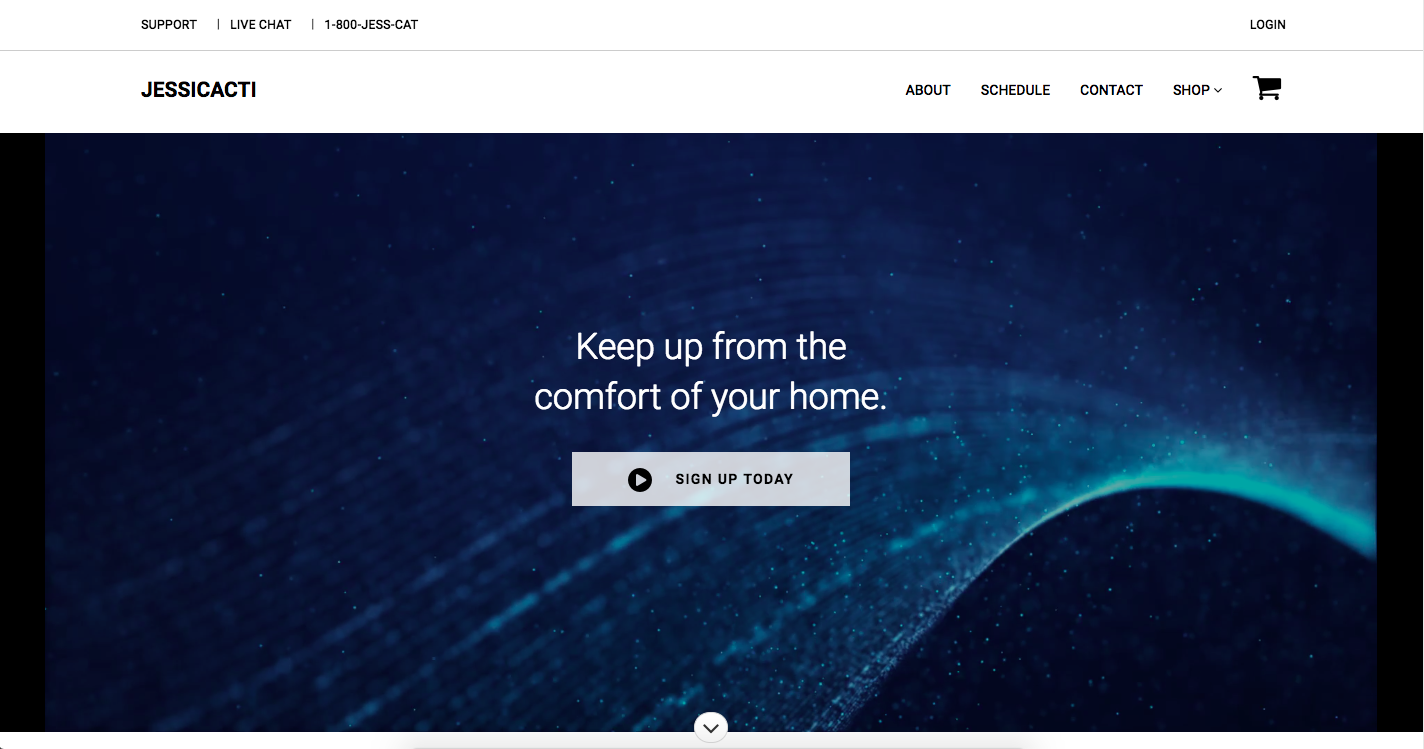 SUPPORT | LIVE CHAT | 1-800-JESS-CAT LOGIN
JESSICACTI ABOUT SCHEDULE CONTACT SHOP
Keep up from the
comfort of your home.
SIGN UP TODAY